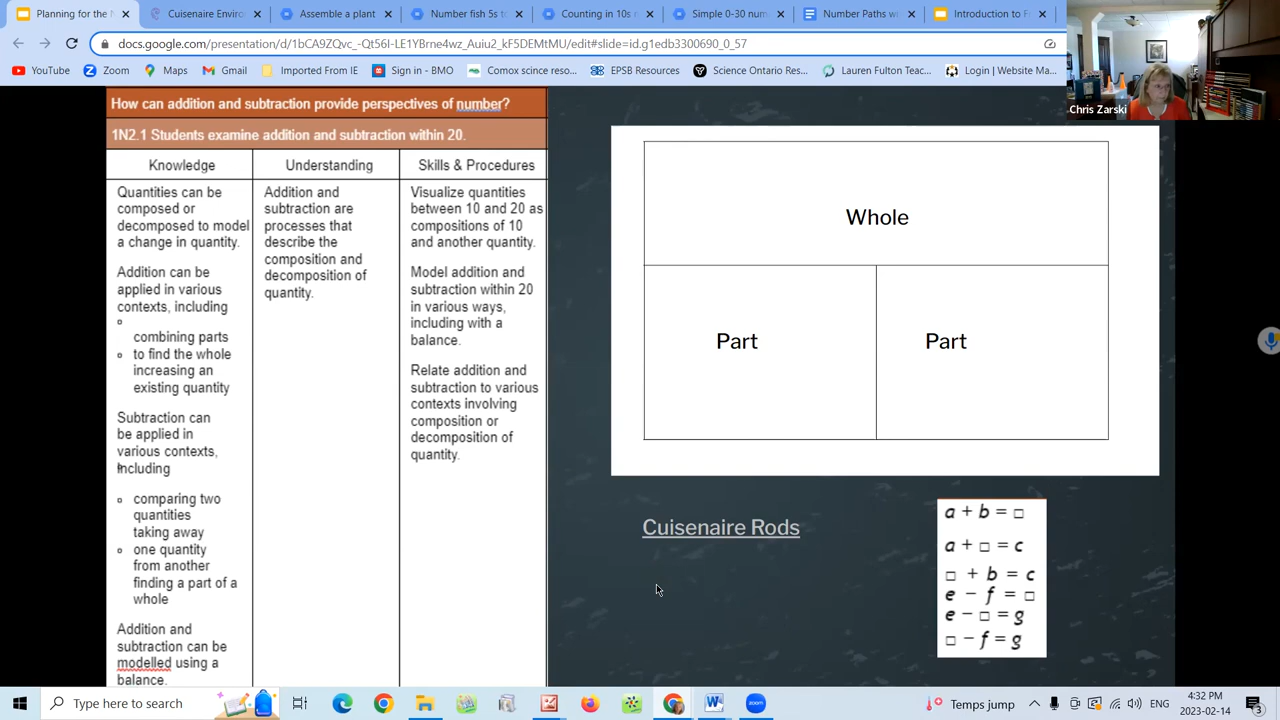 Planning for the N
Cuisenaire Enviro
Assemble a plant
Number fish 5s t
Counting in 10s n
Simple 0-30 num
Number Paths wi
Introduction to F
docs.google.com/presentation/d/1bCA9ZQvc_-Qt56I-LE1YBrne4wz_Auiu2_kF5DEMtMU/edit#slide=id.g1edb3300690_0_57
YouTube
Zoom
Maps
Gmail
Imported From IE
Sign in - BMO
Comx scince reso...
EPSB Resources
Science Ontario Res...
Lauren Fulton Teac...
Login | Website Ma...
Chris Zarski
How can addition and subtraction provide perspectives of number?
1N2.1 Students examine addition and subtraction within 20.
Knowledge
Understanding
Skills & Procedures
Quantities can be
composed or
decomposed to model
a change in quantity.
Addition can be
applied in various
contexts, including
combining parts
to find the whole
increasing an
existing quantity
Subtraction can
be applied in
various contexts,
including
comparing two
quantities
taking away
one quantity
from another
finding a part of a
whole
Addition and
subtraction can be
modelled using a
balance.
Addition and
subtraction are
processes that
describe the
composition and
decomposition of
quantity.
Visualize quantities
between 10 and 20 as
compositions of 10
and another quantity.
Model addition and
subtraction within 20
in various ways,
including with a
balance.
Relate addition and
subtraction to various
contexts involving
composition or
decomposition of
quantity.
Whole
Part
Part
Cuisenaire Rods
a + b = □
a + □ = c
□ + b = c
e − f = □
e − □ = g
□ − f = g
Type here to search
Temps jump
ENG
4:32 PM
2023-02-14
3